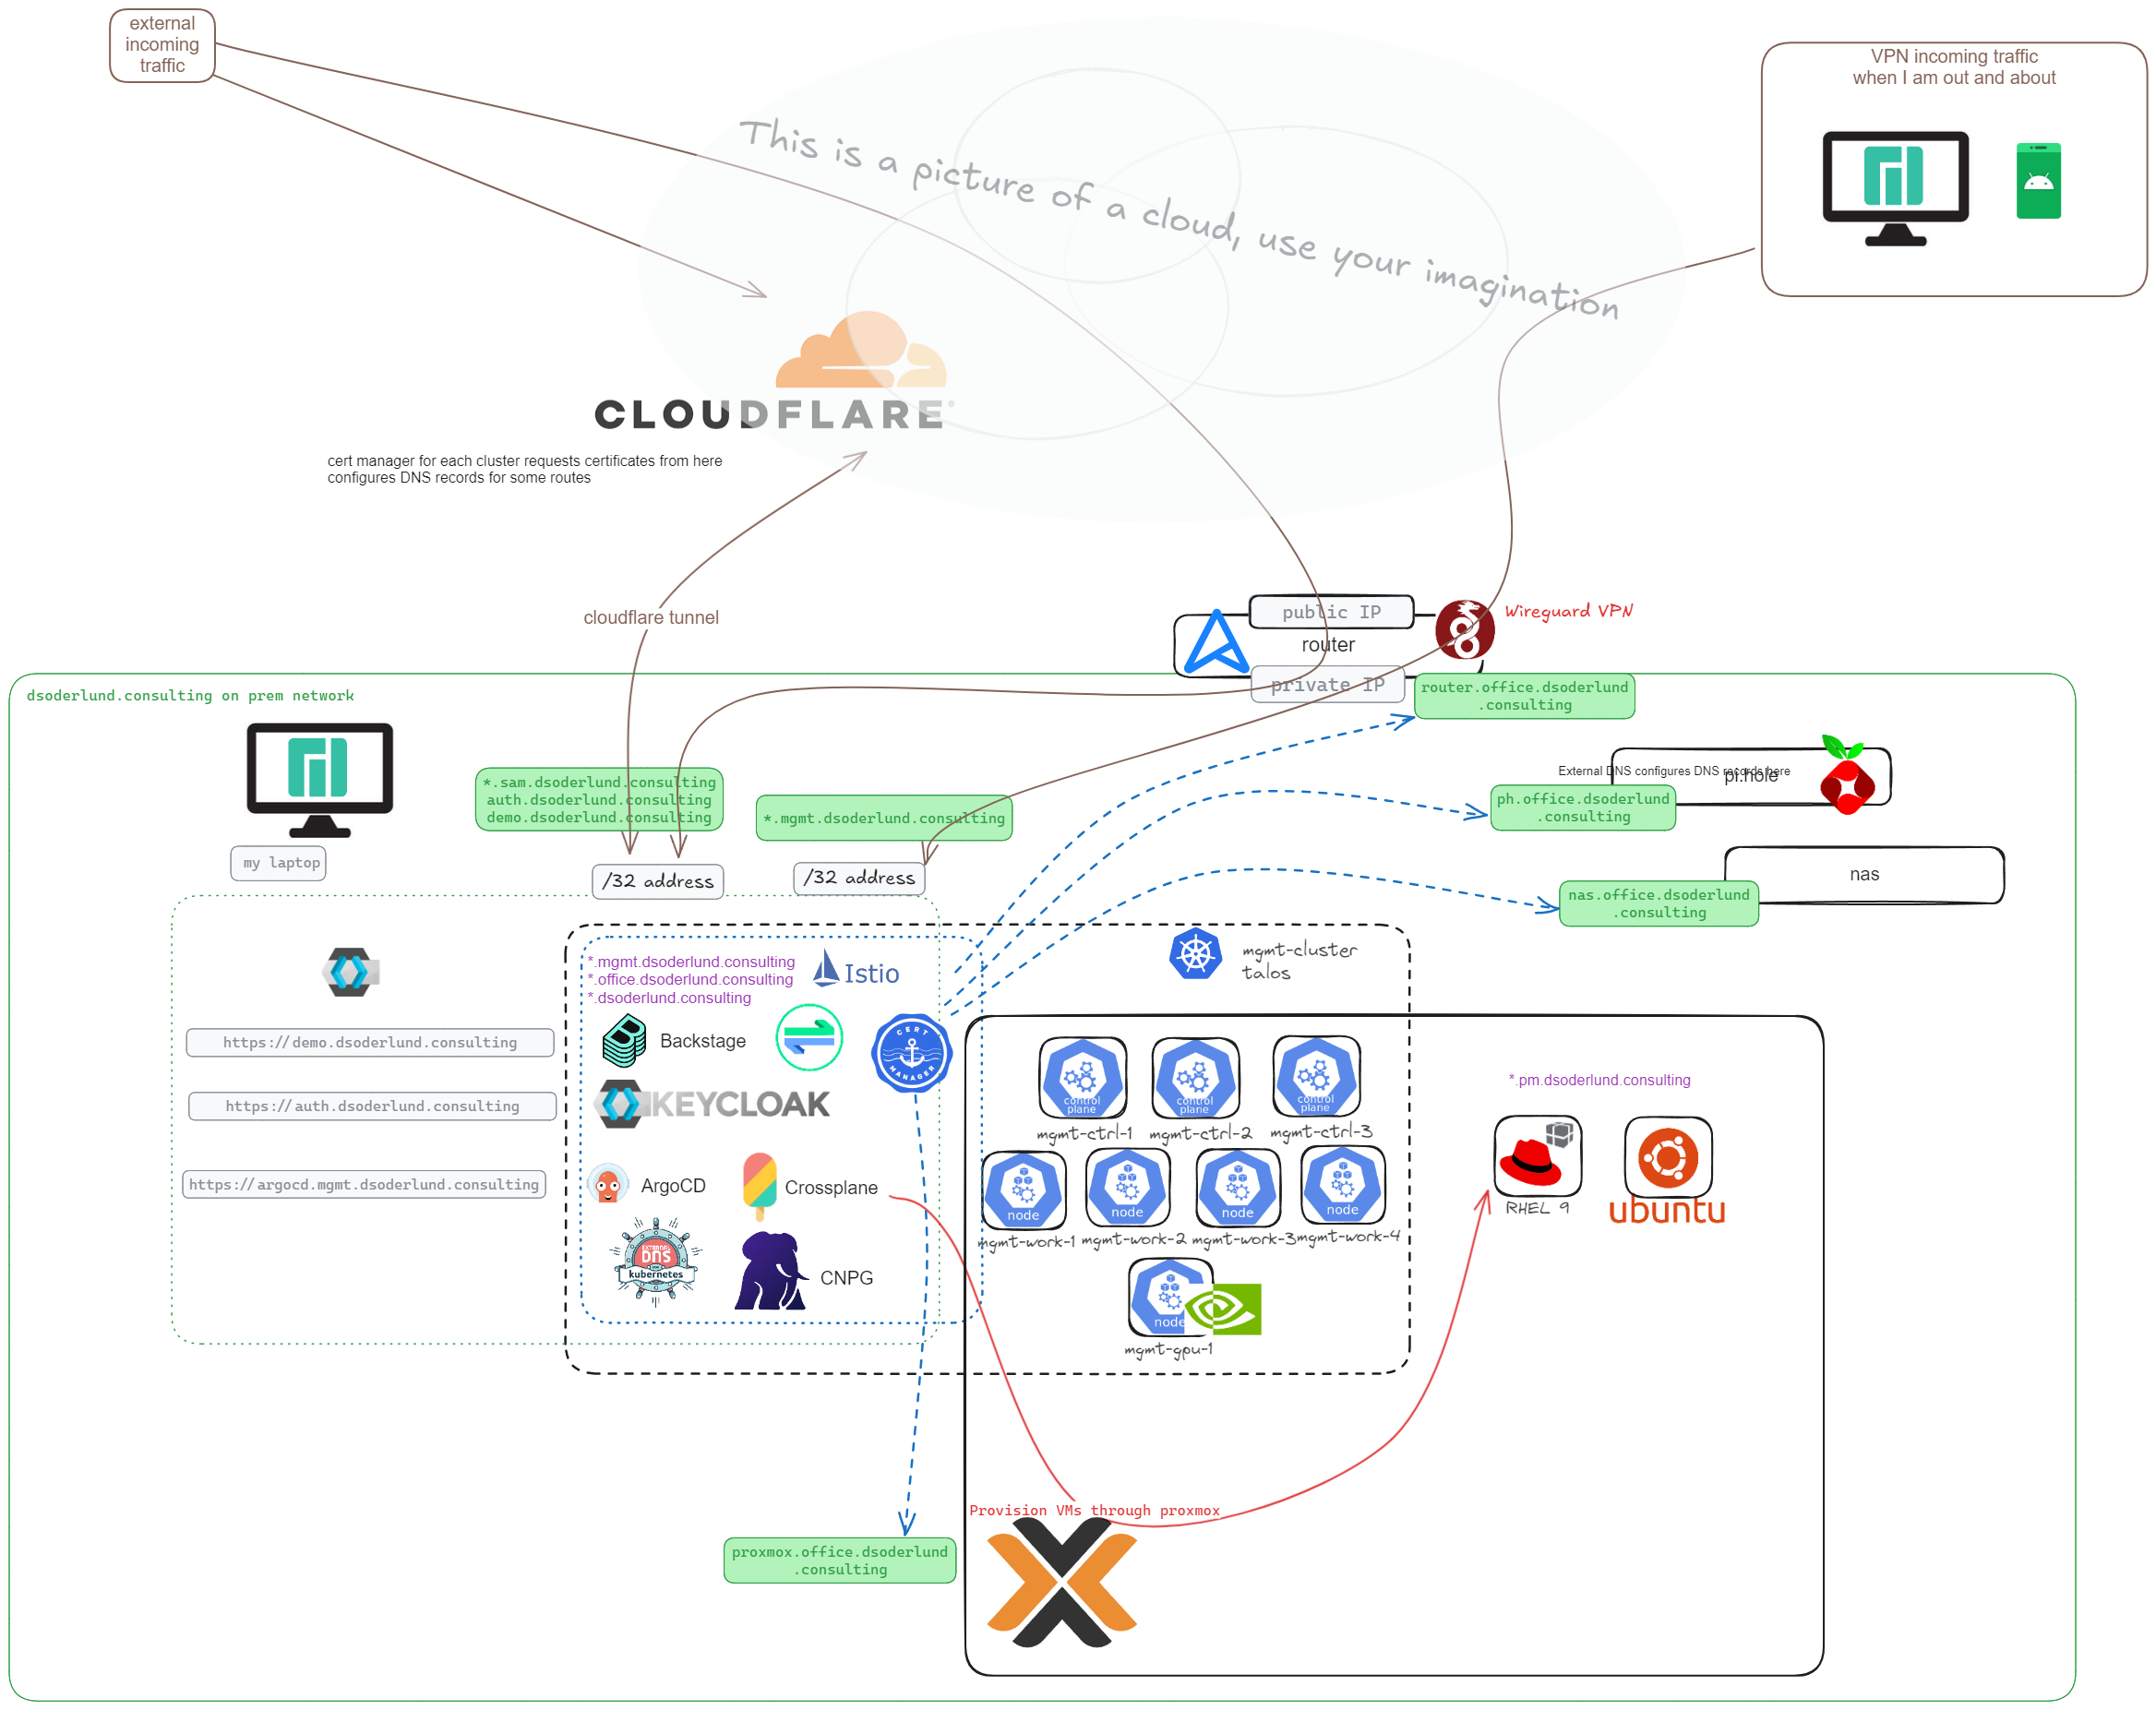 external
incoming
traffic
VPN incoming traffic
when I am out and about
This is a picture of a cloud, use your imagination
CLOUDFLARE
cert manager for each cluster requests certificates from here
configures DNS records for some routes
cloudflare tunnel
public IP
router
private IP
Wireguard VPN
router.office.dsoderlund
.consulting
dsoderlund.consulting on prem network
my laptop
*.sam.dsoderlund.consulting
auth.dsoderlund.consulting
demo.dsoderlund.consulting
*.mgmt.dsoderlund.consulting
/32 address
/32 address
External DNS configures DNS records here
pi.hole
ph.office.dsoderlund
.consulting
nas
nas.office.dsoderlund
.consulting
https://demo.dsoderlund.consulting
https://auth.dsoderlund.consulting
https://argocd.mgmt.dsoderlund.consulting
*.mgmt.dsoderlund.consulting
*.office.dsoderlund.consulting
*.dsoderlund.consulting
Istio
Backstage
CERT
MANAGER
KEYCLOAK
ArgoCD
Crossplane
EXTERNAL
DNS
kubernetes
CNPG
mgmt-cluster
talos
control
plane
mgmt-ctrl-1
control
plane
mgmt-ctrl-2
control
plane
mgmt-ctrl-3
node
mgmt-work-1
node
mgmt-work-2
node
mgmt-work-3
node
mgmt-work-4
node
mgmt-gpu-1
*.pm.dsoderlund.consulting
RHEL 9
ubuntu
Provision VMs through proxmox
proxmox.office.dsoderlund
.consulting